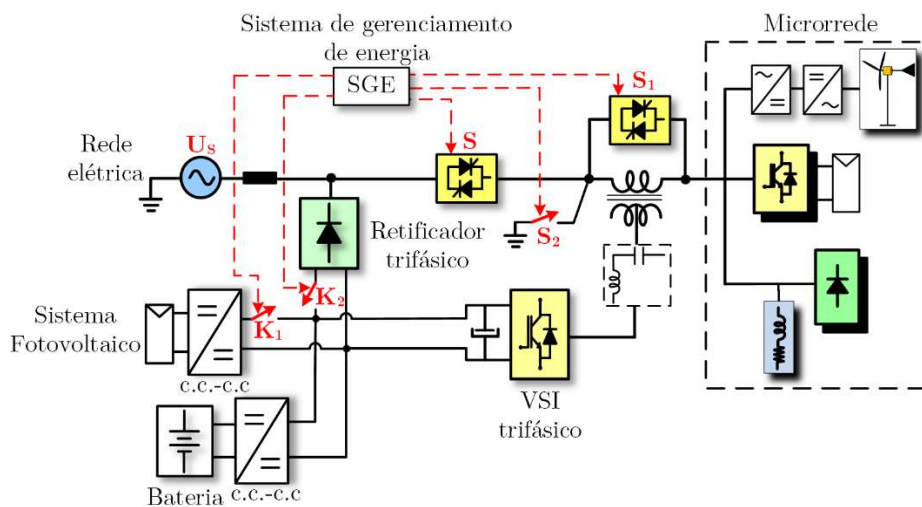 Sistema de gerenciamento
de energia
SGE
Microrrede
S₁
S
Rede
elétrica
U_S
S₂
Retificador
trifásico
K₂
K₁
Sistema
Fotovoltaico
c.c.-c.c
VSI
trifásico
Bateria
c.c.-c.c